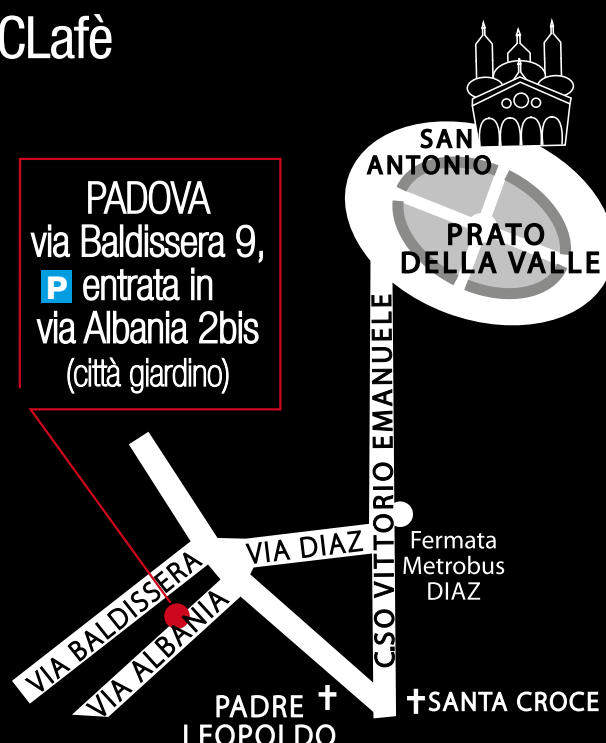 CLafè
SAN
ANTONIO
PRATO
DELLA VALLE
PADOVA
via Baldissera 9,
P entrata in
via Albania 2bis
(città giardino)
C.SO VITTORIO EMANUELE
VIA DIAZ
Fermata
Metrobus
DIAZ
VIA BALDISSERA
VIA ALBANIA
PADRE
LEOPOLDO
SANTA CROCE